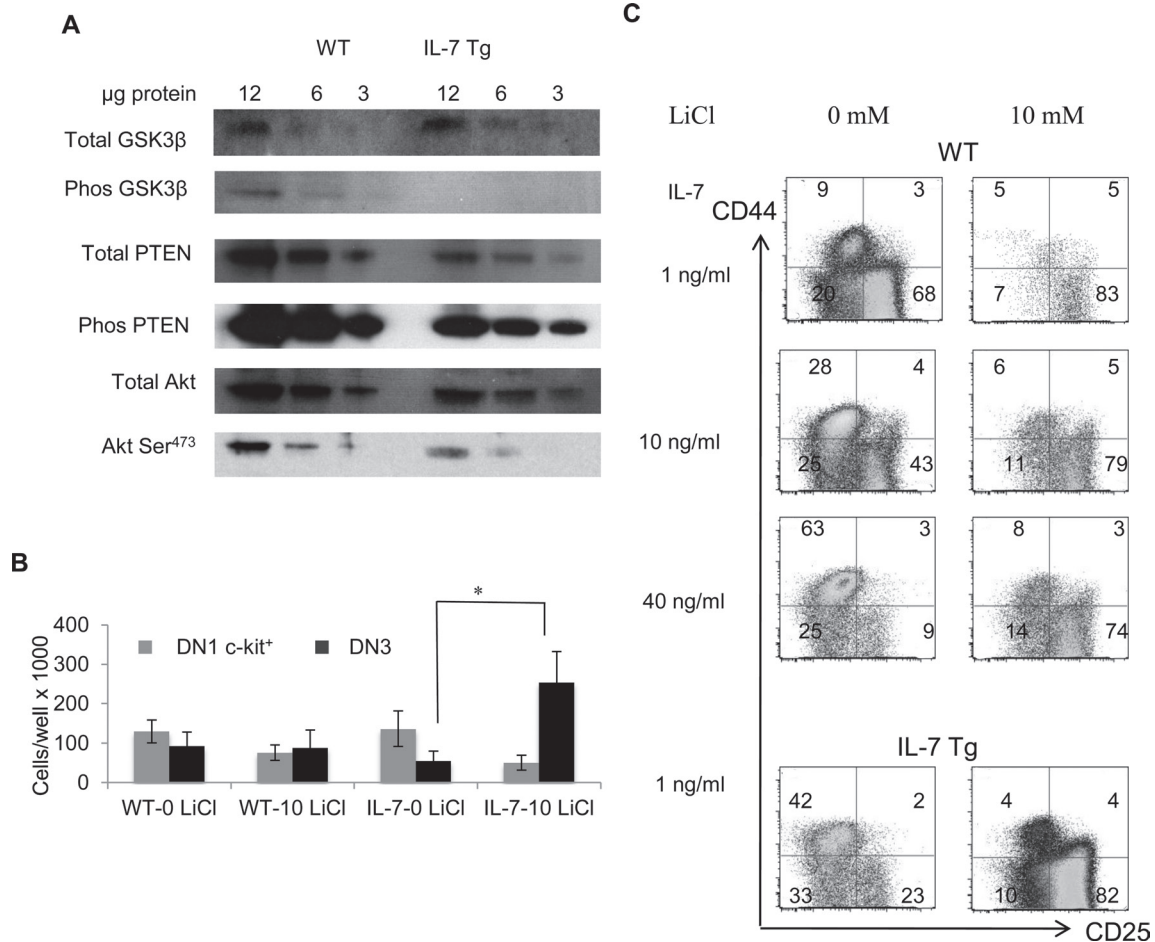 A
WT IL-7 Tg
µg protein 12 6 3 12 6 3
Total GSK3β
Phos GSK3β
Total PTEN
Phos PTEN
Total Akt
Akt Ser473
B
Cells/well x 1000
400
300
200
100
0
DN1 c-kit+ DN3
*
WT-0 LiCl WT-10 LiCl IL-7-0 LiCl IL-7-10 LiCl
C
LiCl 0 mM 10 mM
WT
IL-7
CD44
1 ng/ml
9 3 5 5
20 68 7 83
10 ng/ml
28 4 6 5
25 43 11 79
40 ng/ml
63 3 8 3
25 9 14 74
IL-7 Tg
1 ng/ml
42 2 4 4
33 23 10 82
CD25